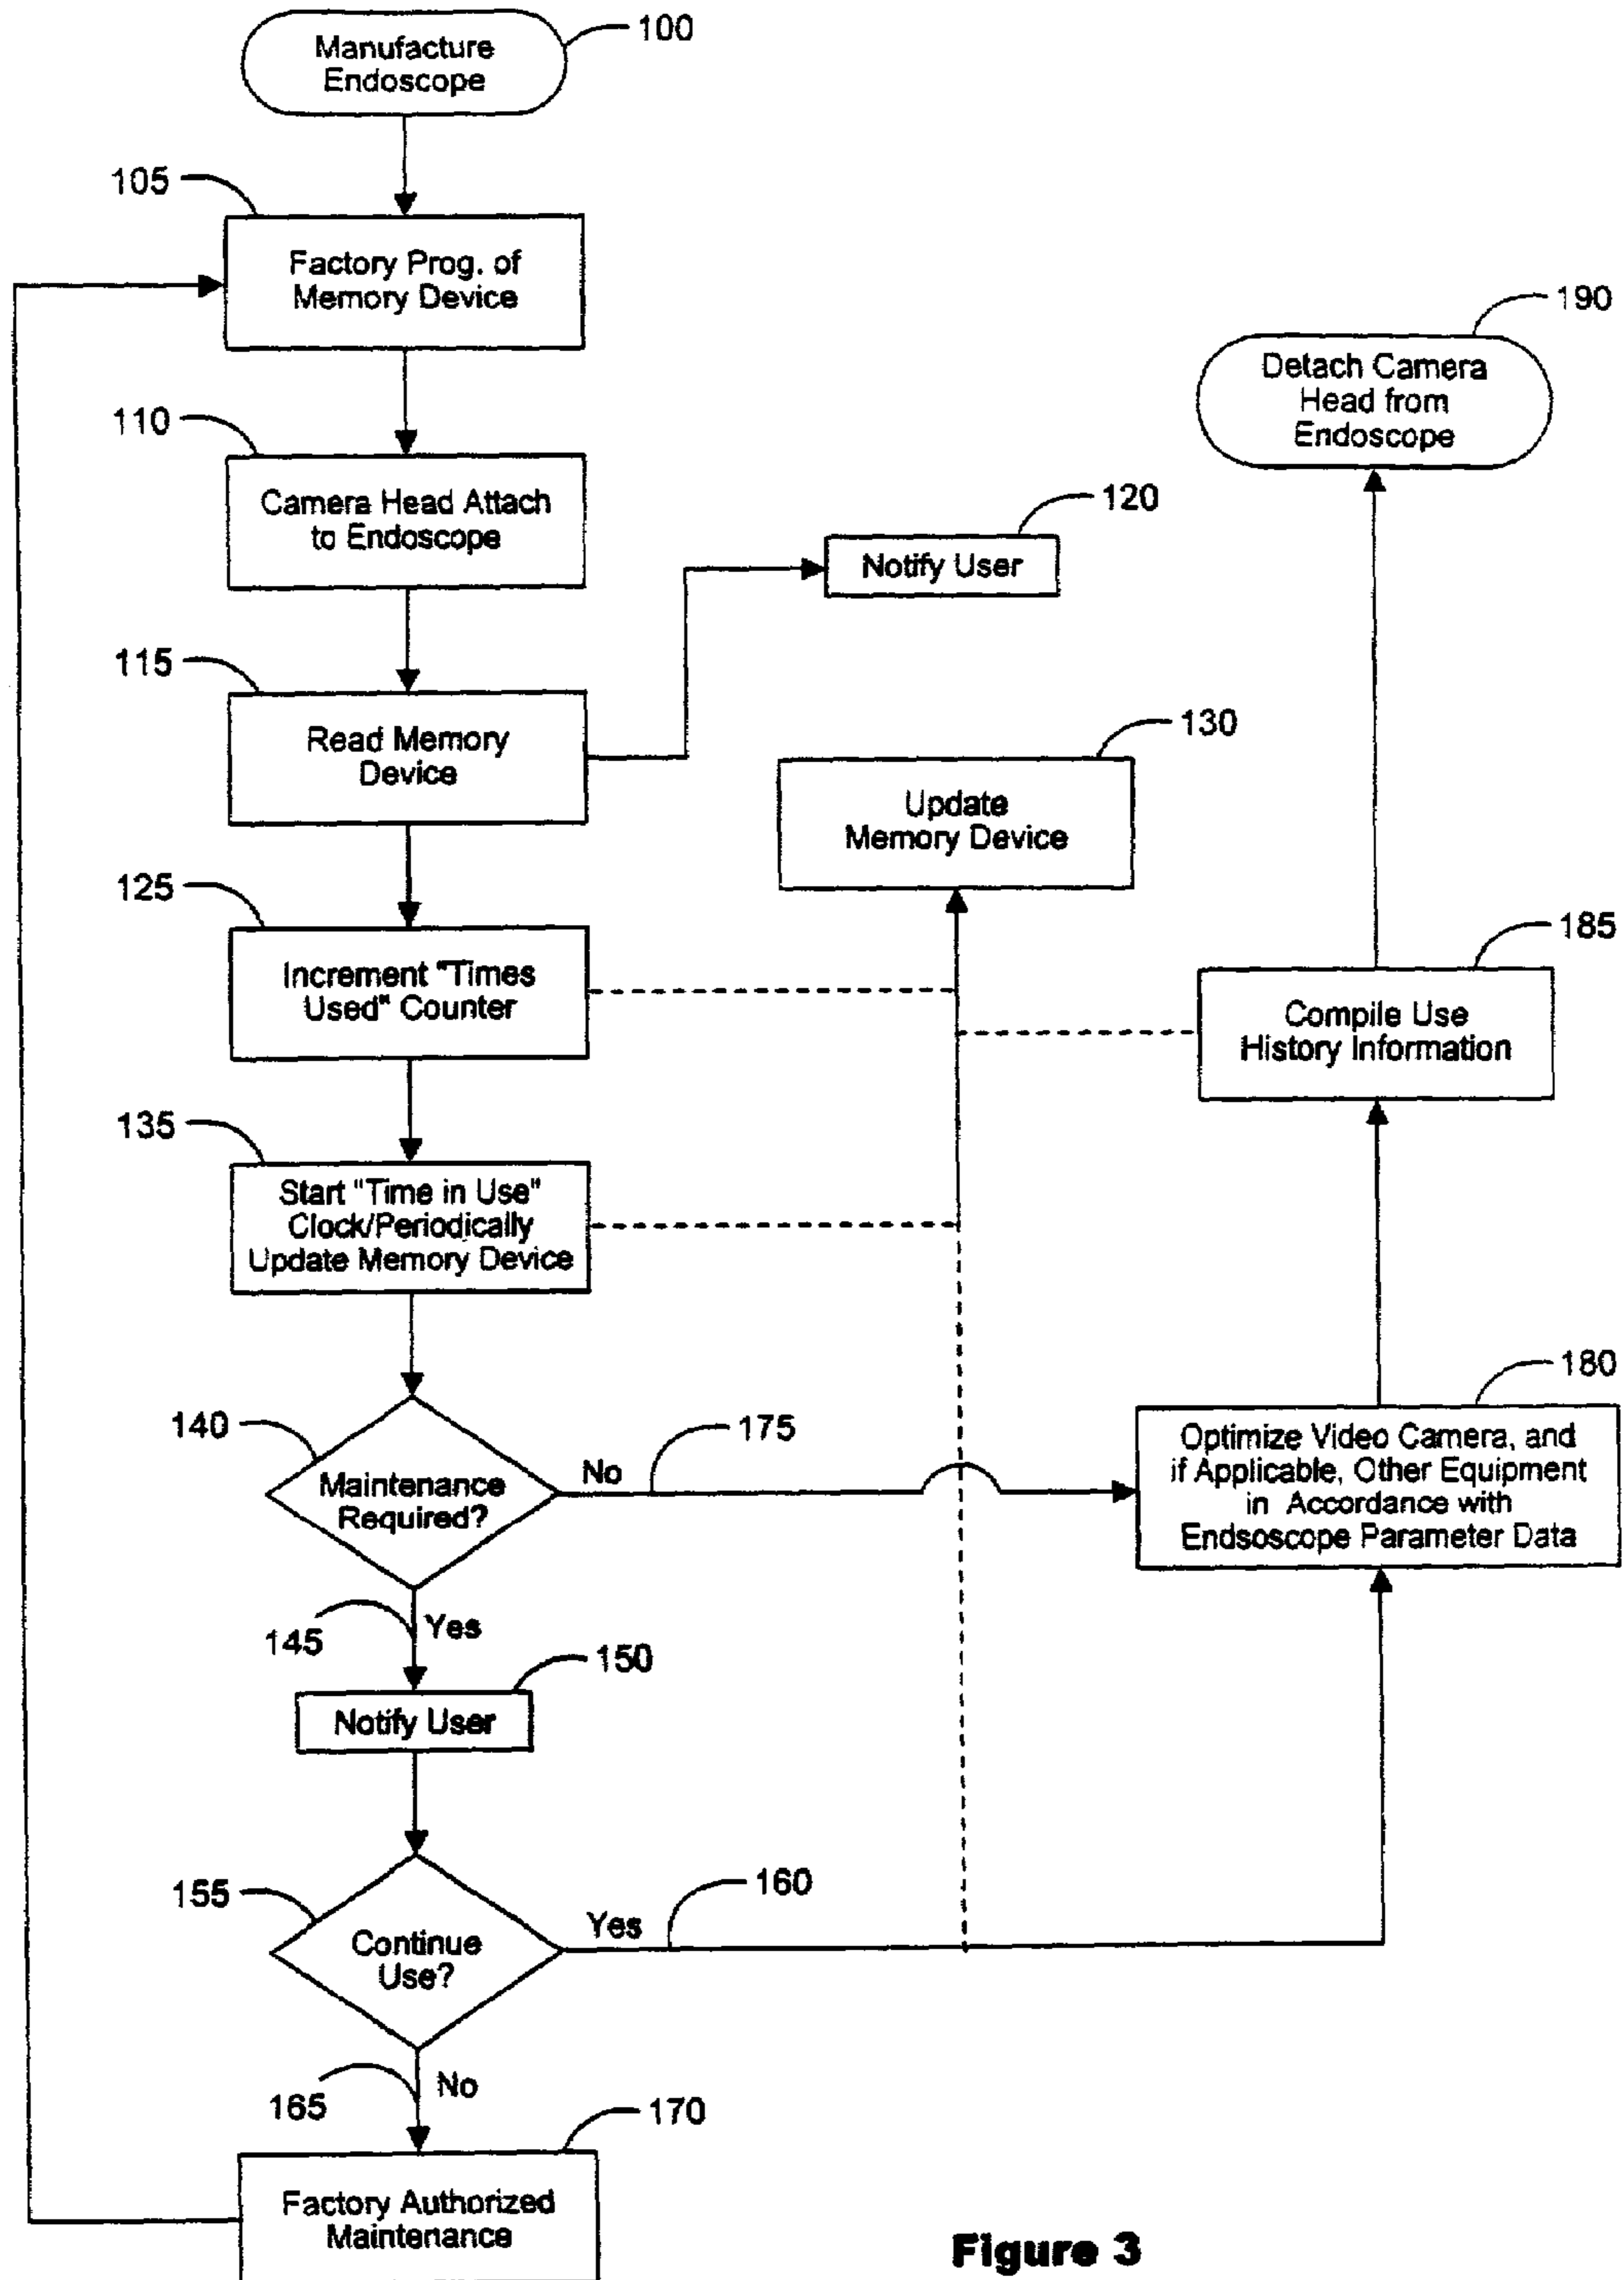 Manufacture
Endoscope
100
105
Factory Prog. of
Memory Device
190
Detach Camera
Head from
Endoscope
110
Camera Head Attach
to Endoscope
120
Notify User
115
Read Memory
Device
130
Update
Memory Device
125
Increment "Times
Used" Counter
185
Compile Use
History Information
135
Start "Time in Use"
Clock/Periodically
Update Memory Device
140
Maintenance
Required?
No
175
180
Optimize Video Camera, and
if Applicable, Other Equipment
in Accordance with
Endsoscope Parameter Data
145
Yes
150
Notify User
155
Continue
Use?
Yes
160
165
No
170
Factory Authorized
Maintenance
Figure 3